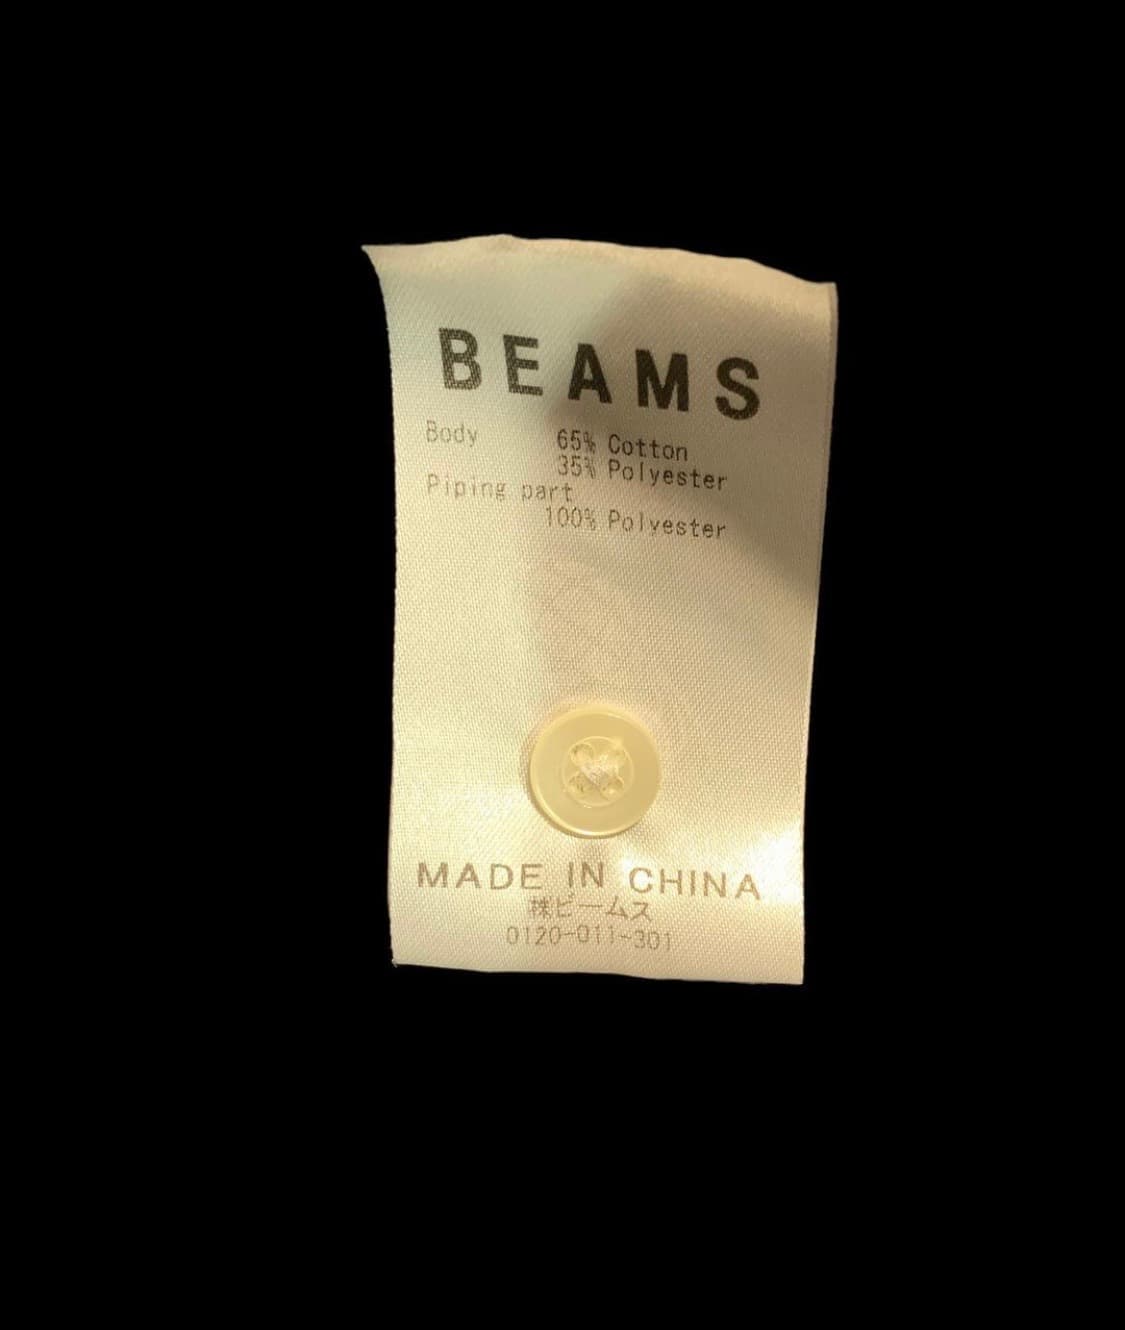 BEAMS
Body 65% Cotton
35% Polyester
Piping part
100% Polyester
MADE IN CHINA
㈱ビームス
0120-011-301